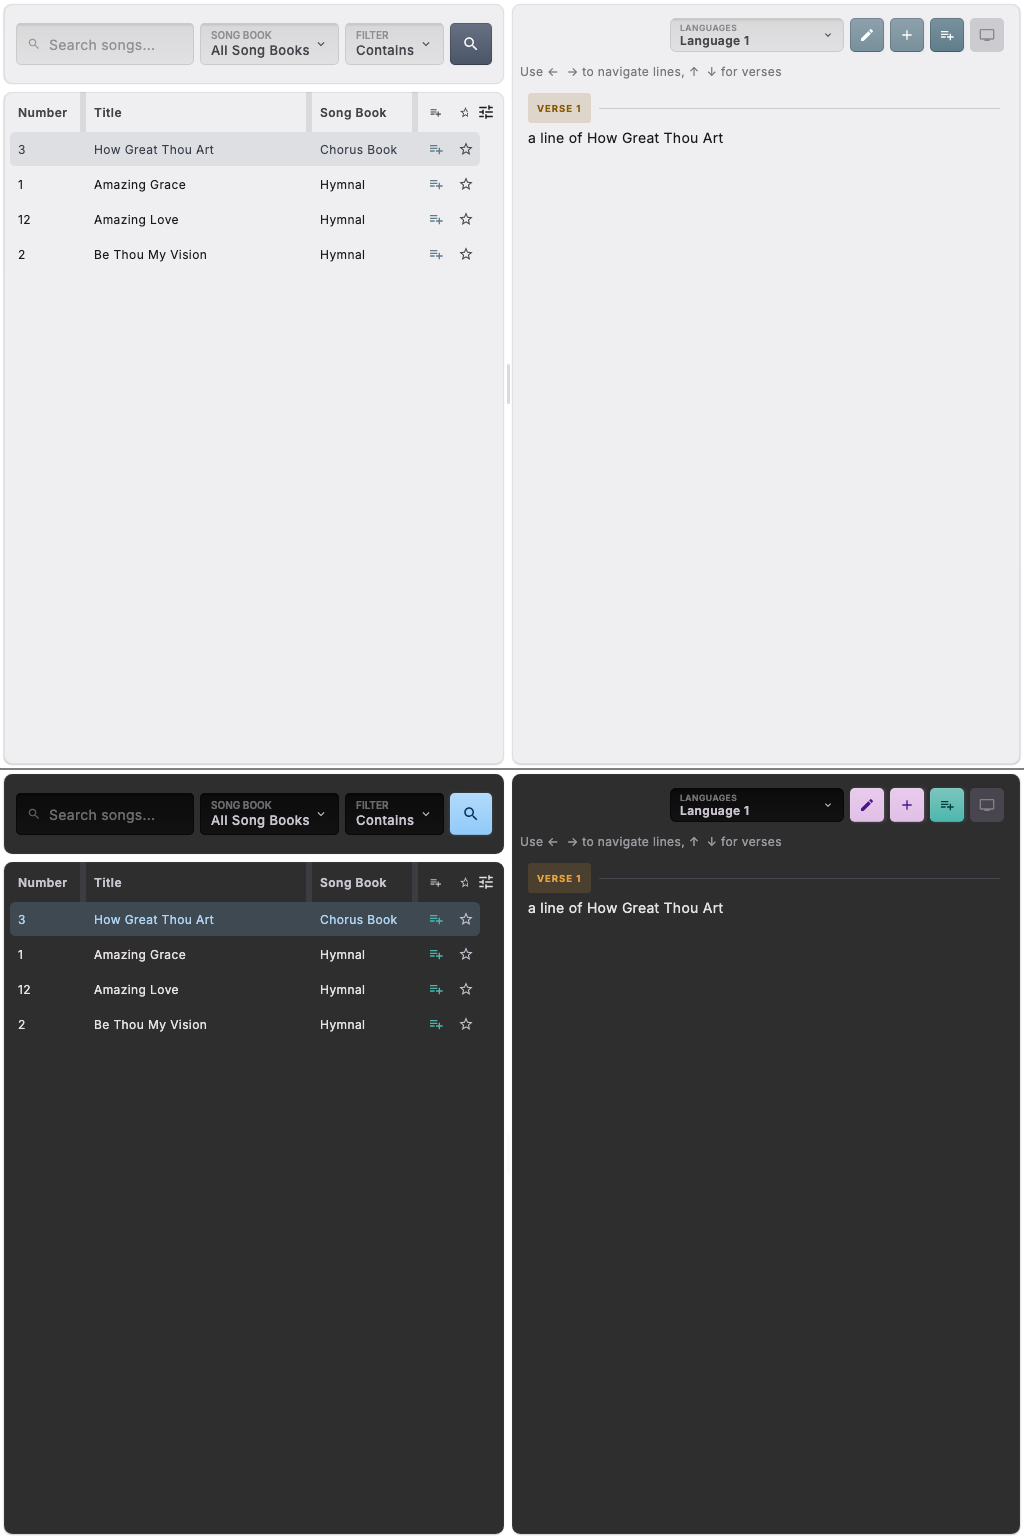 Search songs...
SONG BOOK
All Song Books
FILTER
Contains
Number Title Song Book
3 How Great Thou Art Chorus Book
1 Amazing Grace Hymnal
12 Amazing Love Hymnal
2 Be Thou My Vision Hymnal
LANGUAGES
Language 1
Use ← → to navigate lines, ↑ ↓ for verses
VERSE 1
a line of How Great Thou Art
Search songs...
SONG BOOK
All Song Books
FILTER
Contains
Number Title Song Book
3 How Great Thou Art Chorus Book
1 Amazing Grace Hymnal
12 Amazing Love Hymnal
2 Be Thou My Vision Hymnal
LANGUAGES
Language 1
Use ← → to navigate lines, ↑ ↓ for verses
VERSE 1
a line of How Great Thou Art